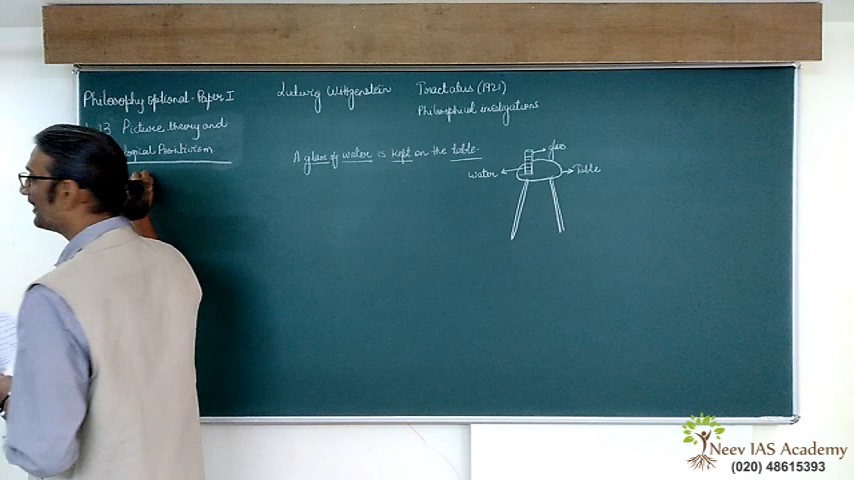 Philosophy optional - Paper I
13 Picture theory and
logical Positivism
Ludwig Wittgenstein
Tractatus (1921)
Philosophical investigations
A glass of water is kept on the table.
glass
water
Table
Neev IAS Academy
(020) 48615393